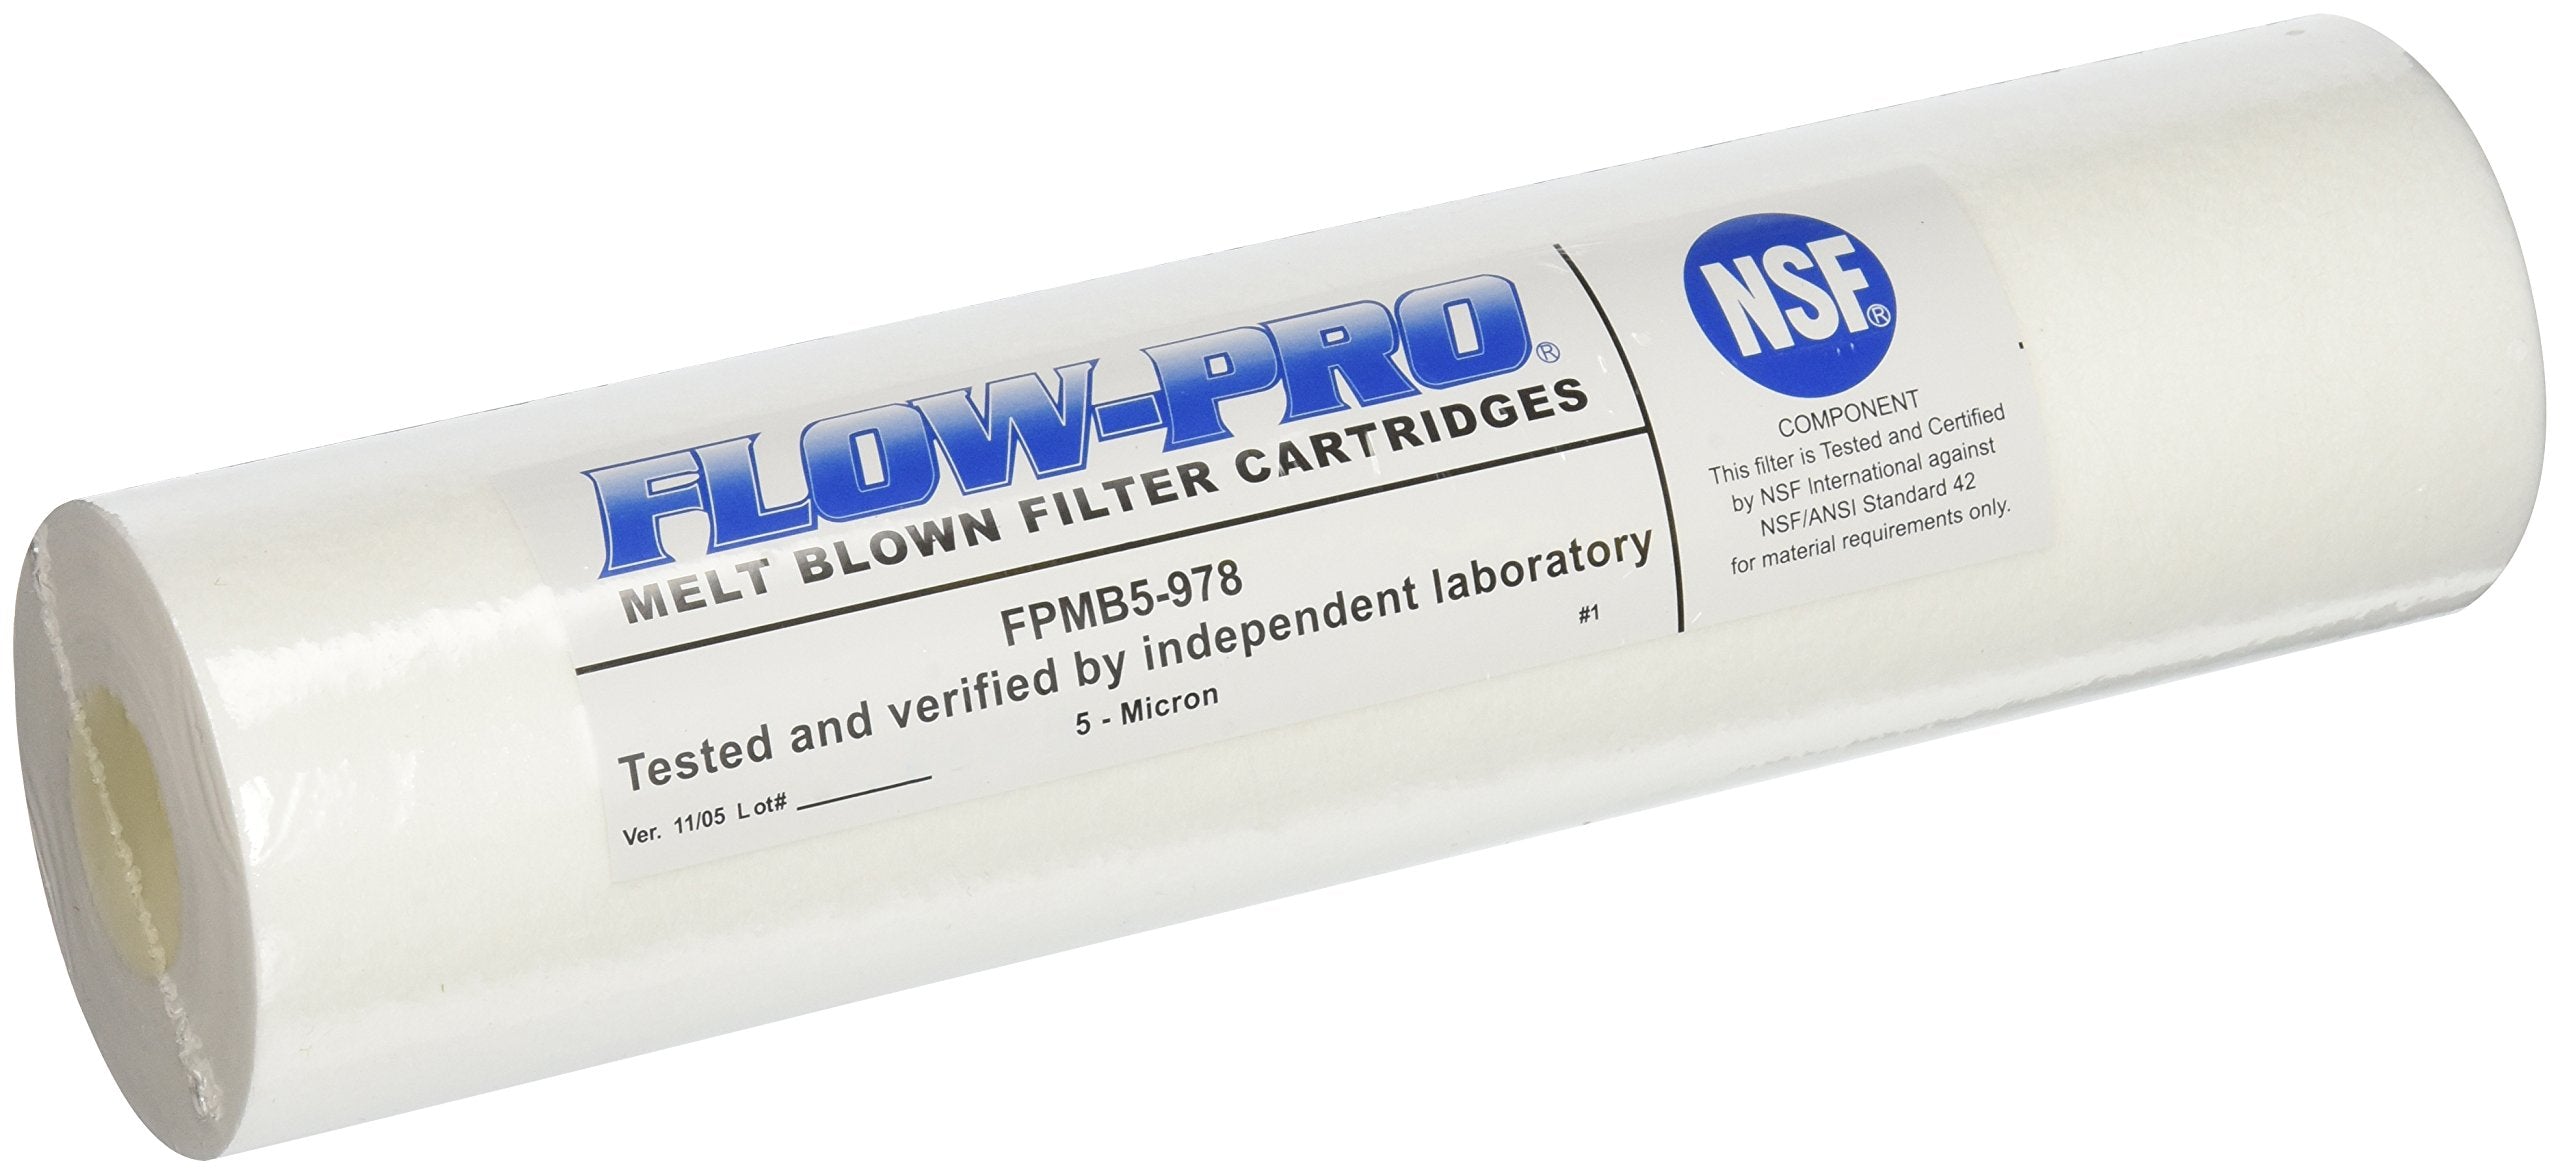 FLOW-PRO®
MELT BLOWN FILTER CARTRIDGES
FPMB5-978
Tested and verified by independent laboratory
5 - Micron
#1
Ver. 11/05 Lot#
NSF®
COMPONENT
This filter is Tested and Certified
by NSF International against
NSF/ANSI Standard 42
for material requirements only.